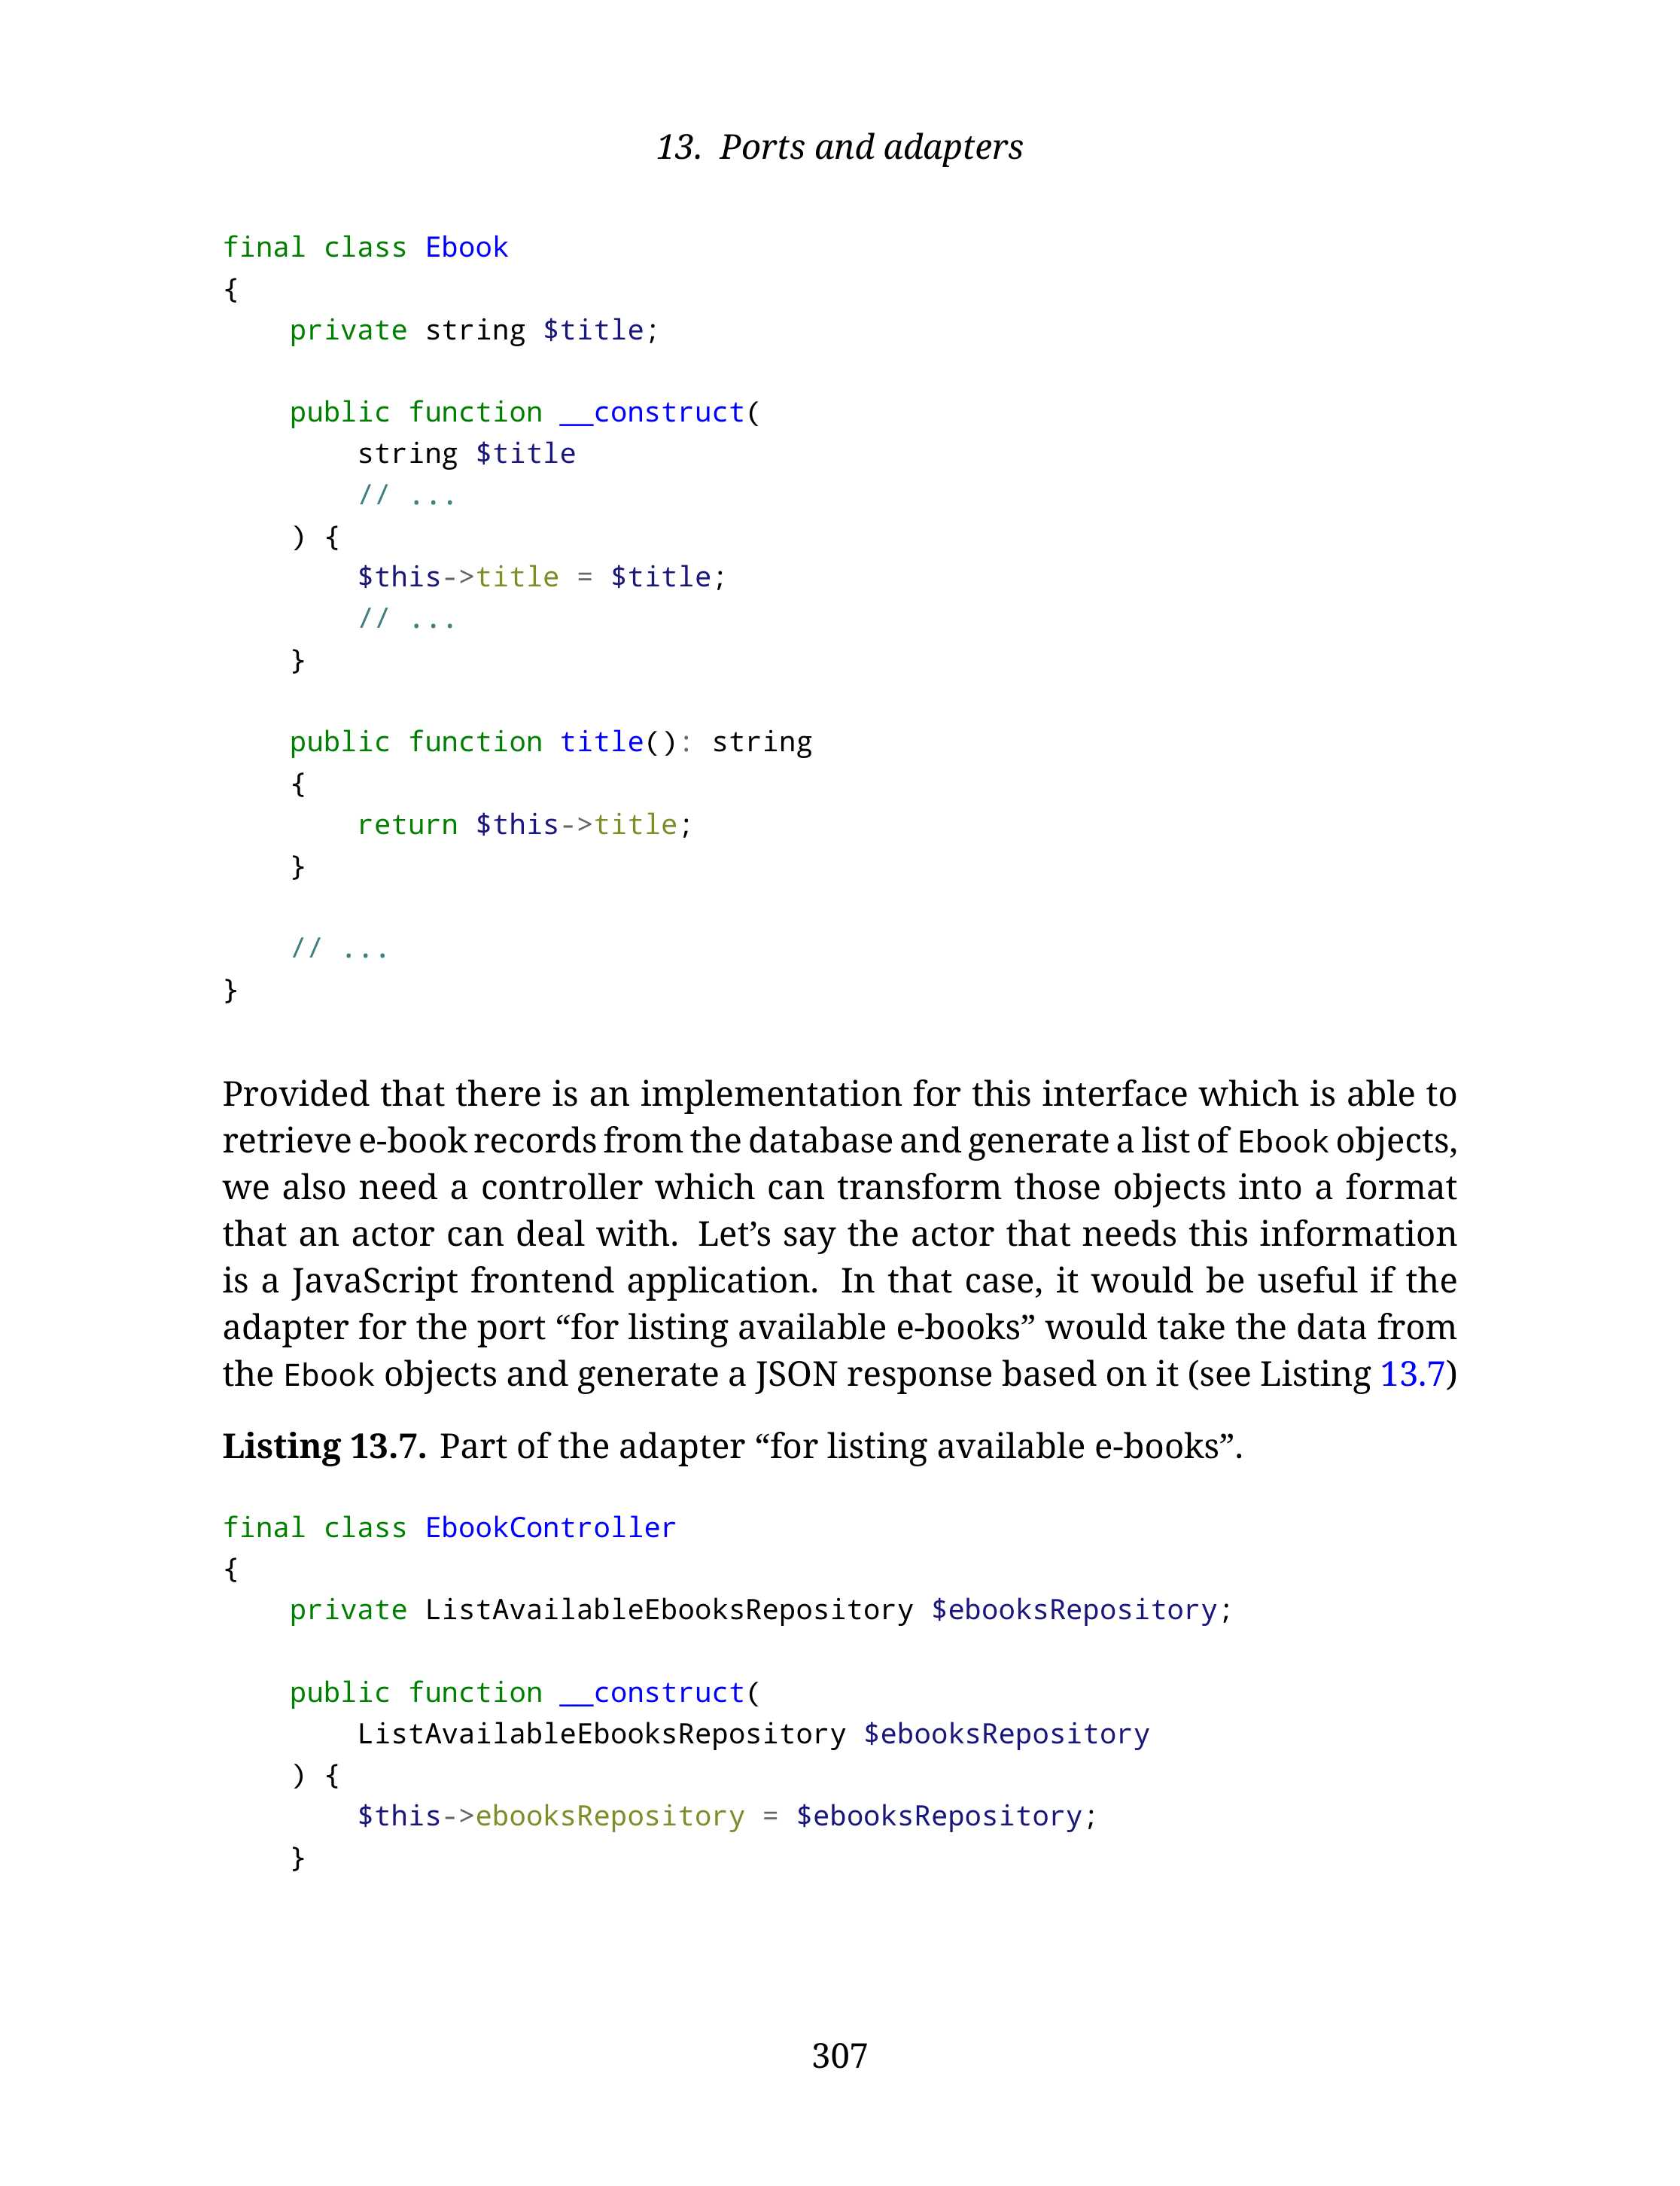 13. Ports and adapters
final class Ebook
{
    private string $title;

    public function __construct(
        string $title
        // ...
    ) {
        $this->title = $title;
        // ...
    }

    public function title(): string
    {
        return $this->title;
    }

    // ...
}
Provided that there is an implementation for this interface which is able to
retrieve e-book records from the database and generate a list of Ebook objects,
we also need a controller which can transform those objects into a format
that an actor can deal with. Let’s say the actor that needs this information
is a JavaScript frontend application. In that case, it would be useful if the
adapter for the port “for listing available e-books” would take the data from
the Ebook objects and generate a JSON response based on it (see Listing 13.7)
Listing 13.7. Part of the adapter “for listing available e-books”.
final class EbookController
{
    private ListAvailableEbooksRepository $ebooksRepository;

    public function __construct(
        ListAvailableEbooksRepository $ebooksRepository
    ) {
        $this->ebooksRepository = $ebooksRepository;
    }
307